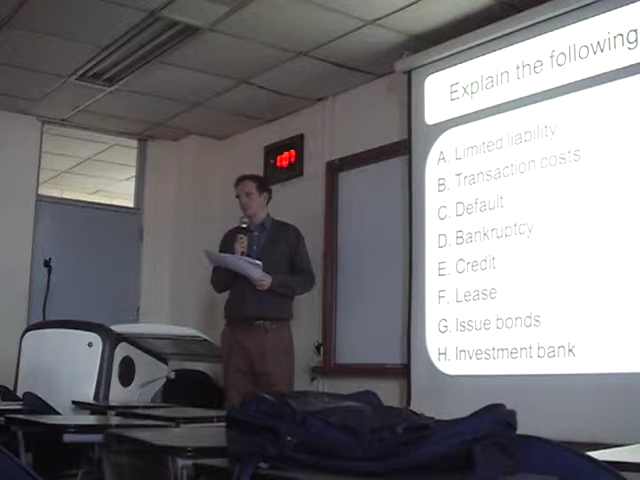 Explain the following
A. Limited liability
B. Transaction costs
C. Default
D. Bankruptcy
E. Credit
F. Lease
G. Issue bonds
H. Investment bank